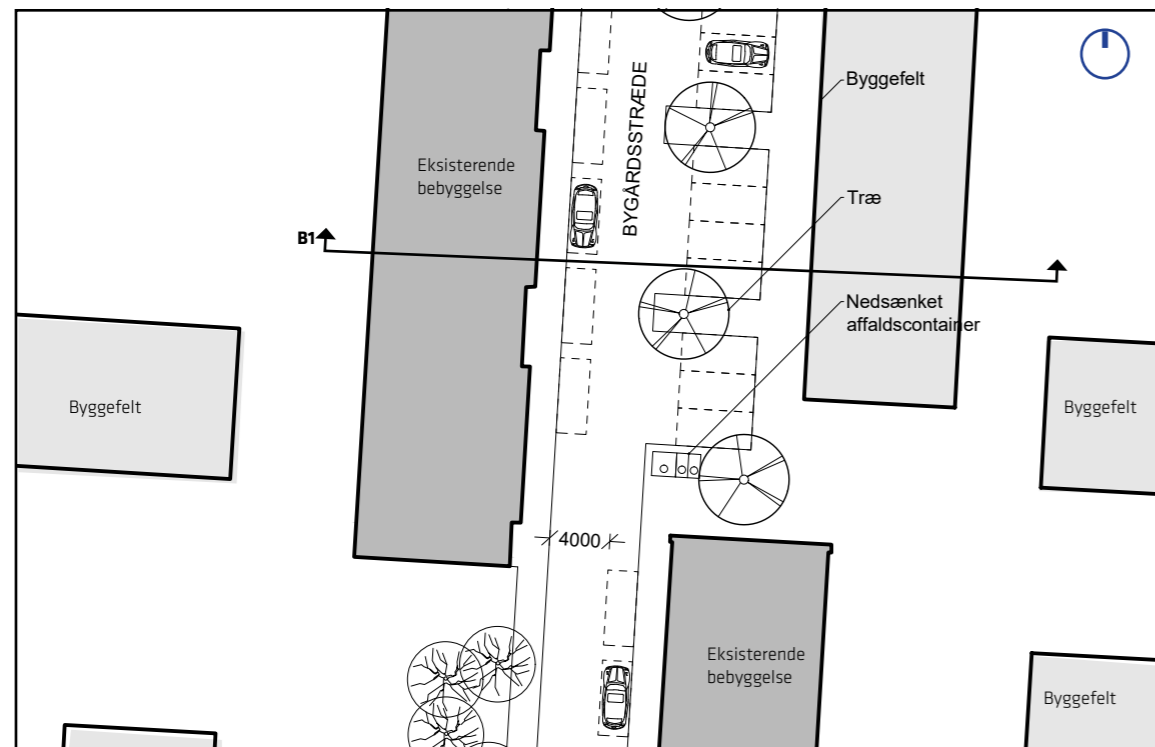 BYGÅRDSSTRÆDE
Byggefelt
Eksisterende
bebyggelse
Træ
B1
Nedsænket
affaldscontainer
Byggefelt
Byggefelt
4000
Eksisterende
bebyggelse
Byggefelt